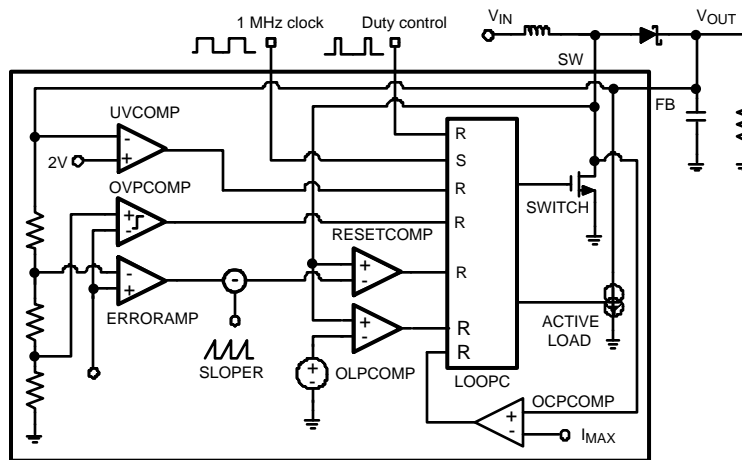 1 MHz clock
Duty control
VIN
VOUT
SW
FB
UVCOMP
-
+
2V
R
S
R
OVPCOMP
+
-
R
SWITCH
RESETCOMP
-
+
+
-
R
-
ERRORAMP
+
-
R
R
ACTIVE
LOAD
SLOPER
+
-
OLPCOMP
LOOPC
OCPCOMP
+
-
IMAX